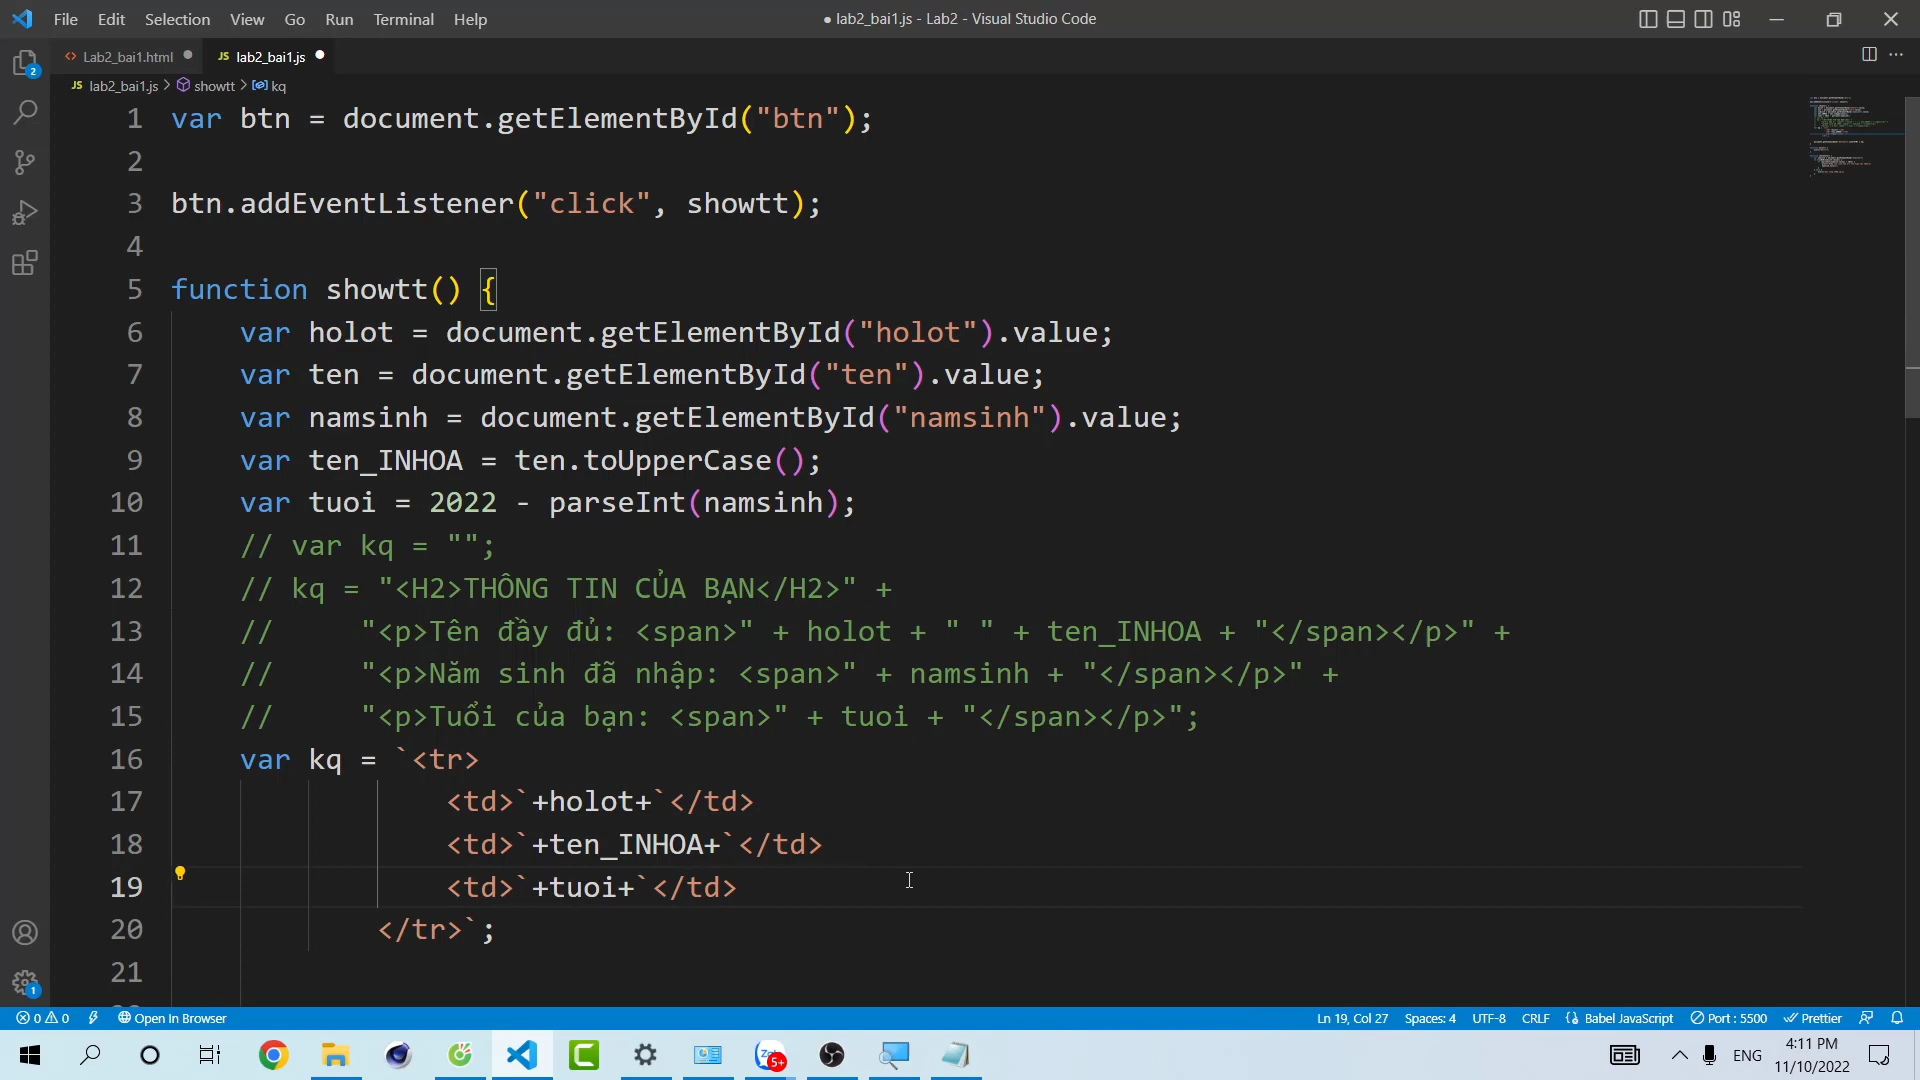 File Edit Selection View Go Run Terminal Help
● lab2_bai1.js - Lab2 - Visual Studio Code
Lab2_bai1.html
JS lab2_bai1.js
JS lab2_bai1.js > showtt > kq
1 var btn = document.getElementById("btn");
2
3 btn.addEventListener("click", showtt);
4
5 function showtt() {
6 var holot = document.getElementById("holot").value;
7 var ten = document.getElementById("ten").value;
8 var namsinh = document.getElementById("namsinh").value;
9 var ten_INHOA = ten.toUpperCase();
10 var tuoi = 2022 - parseInt(namsinh);
11 // var kq = "";
12 // kq = "<H2>THÔNG TIN CỦA BẠN</H2>" +
13 // "<p>Tên đầy đủ: <span>" + holot + " " + ten_INHOA + "</span></p>" +
14 // "<p>Năm sinh đã nhập: <span>" + namsinh + "</span></p>" +
15 // "<p>Tuổi của bạn: <span>" + tuoi + "</span></p>";
16 var kq = `<tr>
17 <td>`+holot+`</td>
18 <td>`+ten_INHOA+`</td>
19 <td>`+tuoi+`</td>
20 </tr>`;
21
2
1
0 0 Open In Browser
Ln 19, Col 27 Spaces: 4 UTF-8 CRLF Babel JavaScript Port : 5500 Prettier
5+
ENG
4:11 PM
11/10/2022